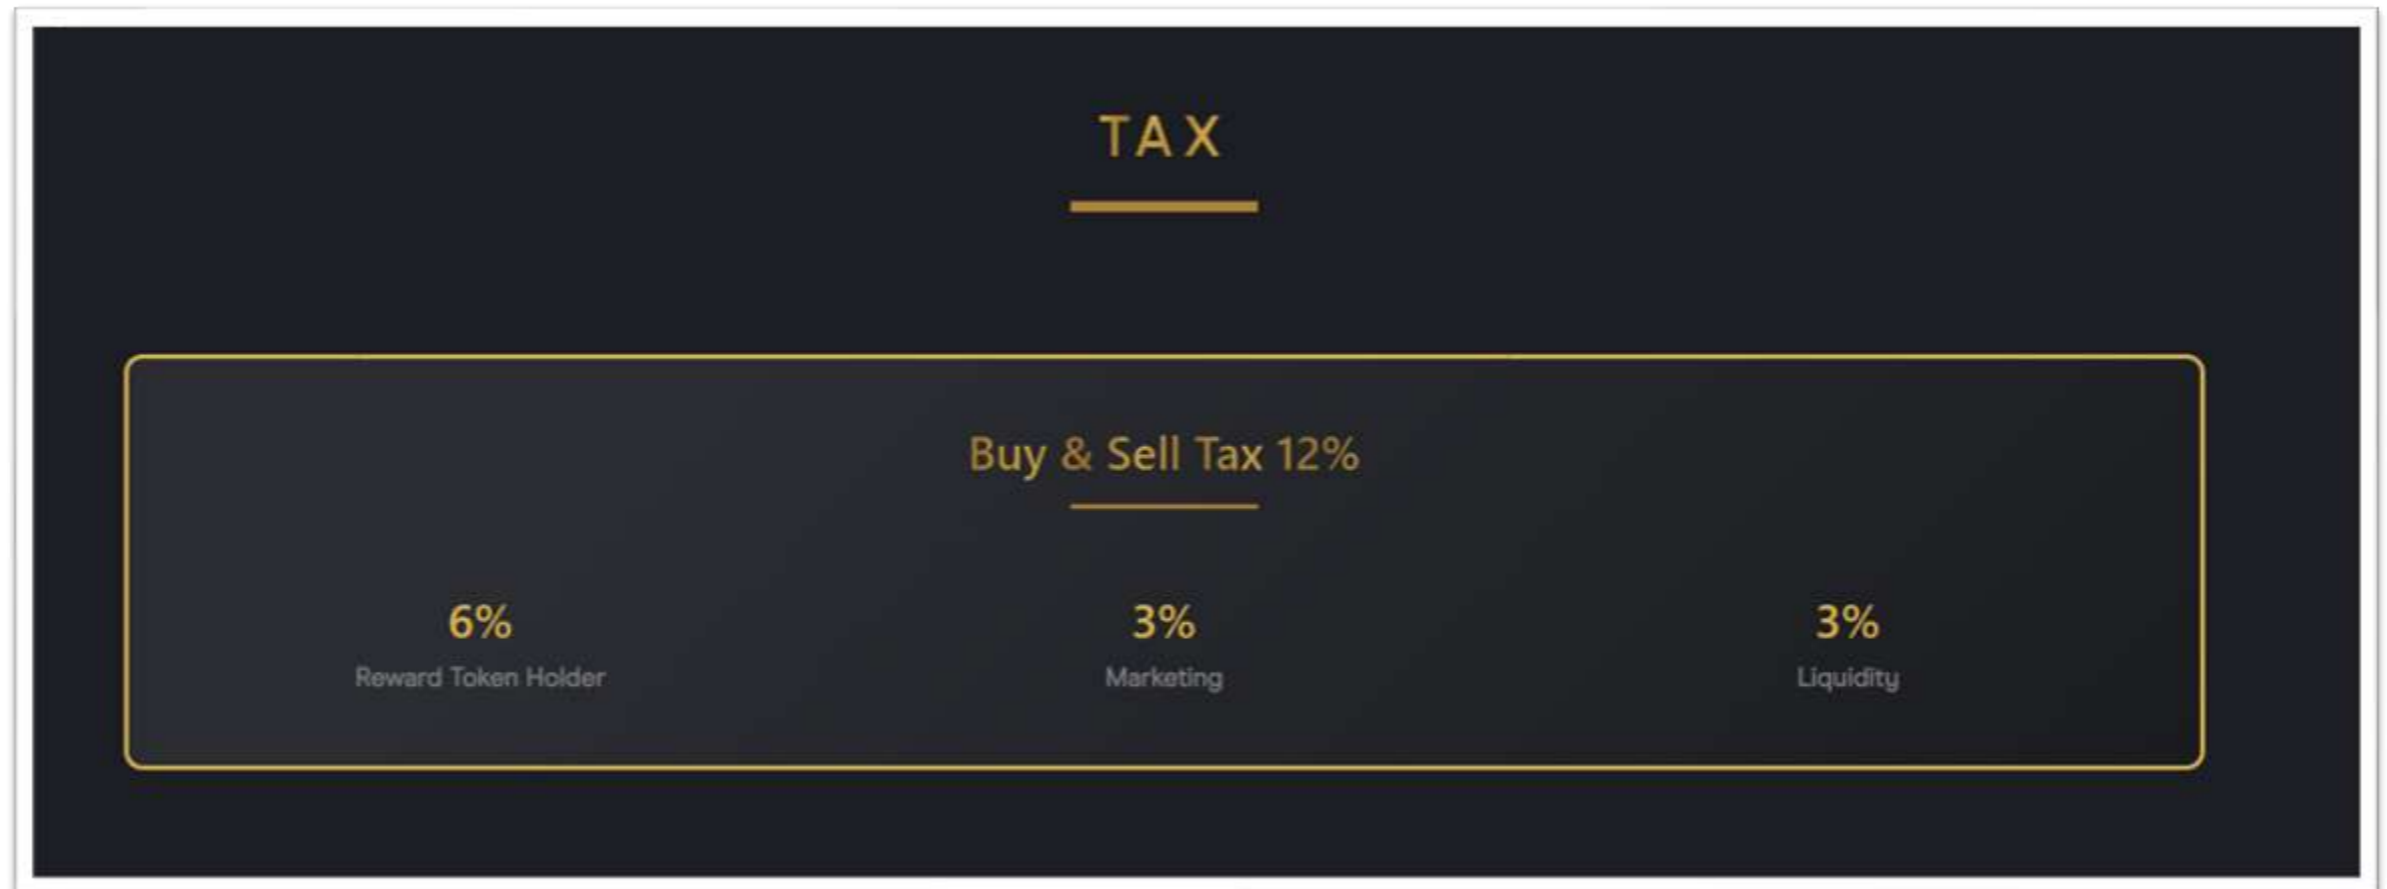 TAX
Buy & Sell Tax 12%
6%
Reward Token Holder
3%
Marketing
3%
Liquidity